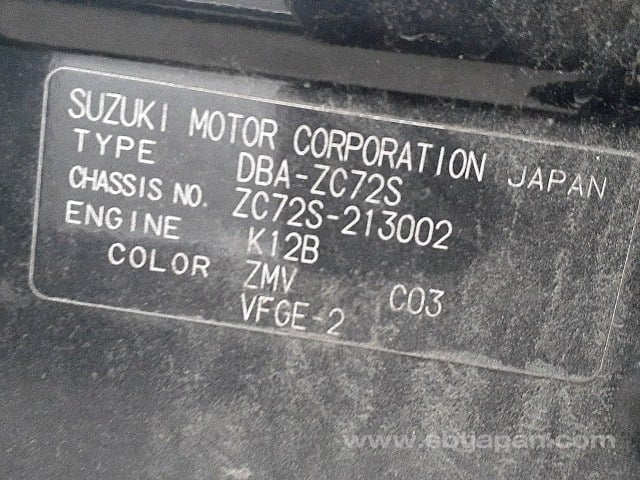 SUZUKI MOTOR CORPORATION JAPAN
TYPE DBA-ZC72S
CHASSIS NO. ZC72S-213002
ENGINE K12B
COLOR ZMV C03
VFGE-2
www.sbtjapan.com